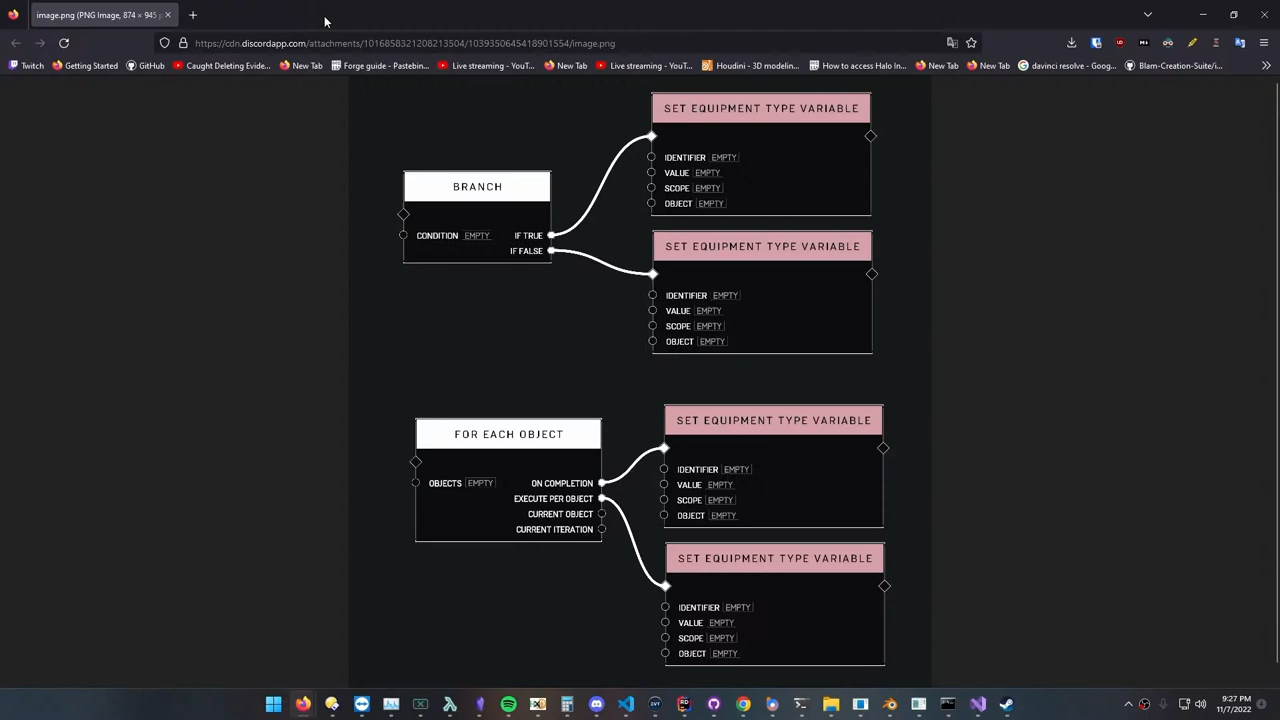 image.png (PNG Image, 874 × 945 p
https://cdn.discordapp.com/attachments/1016858321208213504/1039350645418901554/image.png
Twitch
Getting Started
GitHub
Caught Deleting Evide...
New Tab
Forge guide - Pastebin...
Live streaming - YouT...
New Tab
Live streaming - YouT...
Houdini - 3D modelin...
How to access Halo In...
New Tab
New Tab
davinci resolve - Goog...
Blam-Creation-Suite/i...
SET EQUIPMENT TYPE VARIABLE
IDENTIFIER EMPTY
VALUE EMPTY
SCOPE EMPTY
OBJECT EMPTY
BRANCH
CONDITION EMPTY IF TRUE
IF FALSE
SET EQUIPMENT TYPE VARIABLE
IDENTIFIER EMPTY
VALUE EMPTY
SCOPE EMPTY
OBJECT EMPTY
FOR EACH OBJECT
OBJECTS EMPTY ON COMPLETION
EXECUTE PER OBJECT
CURRENT OBJECT
CURRENT ITERATION
SET EQUIPMENT TYPE VARIABLE
IDENTIFIER EMPTY
VALUE EMPTY
SCOPE EMPTY
OBJECT EMPTY
SET EQUIPMENT TYPE VARIABLE
IDENTIFIER EMPTY
VALUE EMPTY
SCOPE EMPTY
OBJECT EMPTY
9:27 PM
11/7/2022